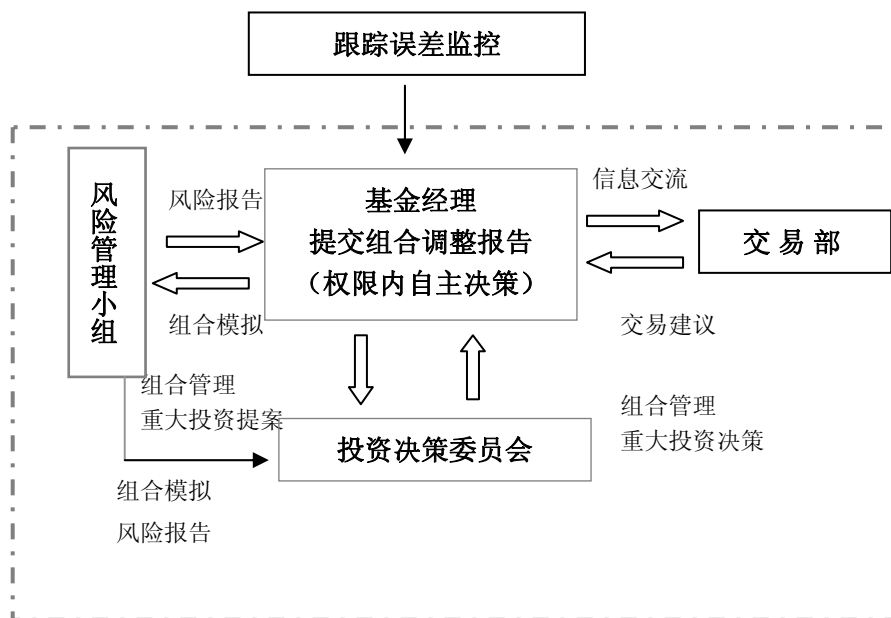 跟踪误差监控
风险管理小组
风险报告
组合模拟
基金经理
提交组合调整报告
（权限内自主决策）
信息交流
交易部
交易建议
组合管理
重大投资提案
投资决策委员会
组合管理
重大投资决策
组合模拟
风险报告